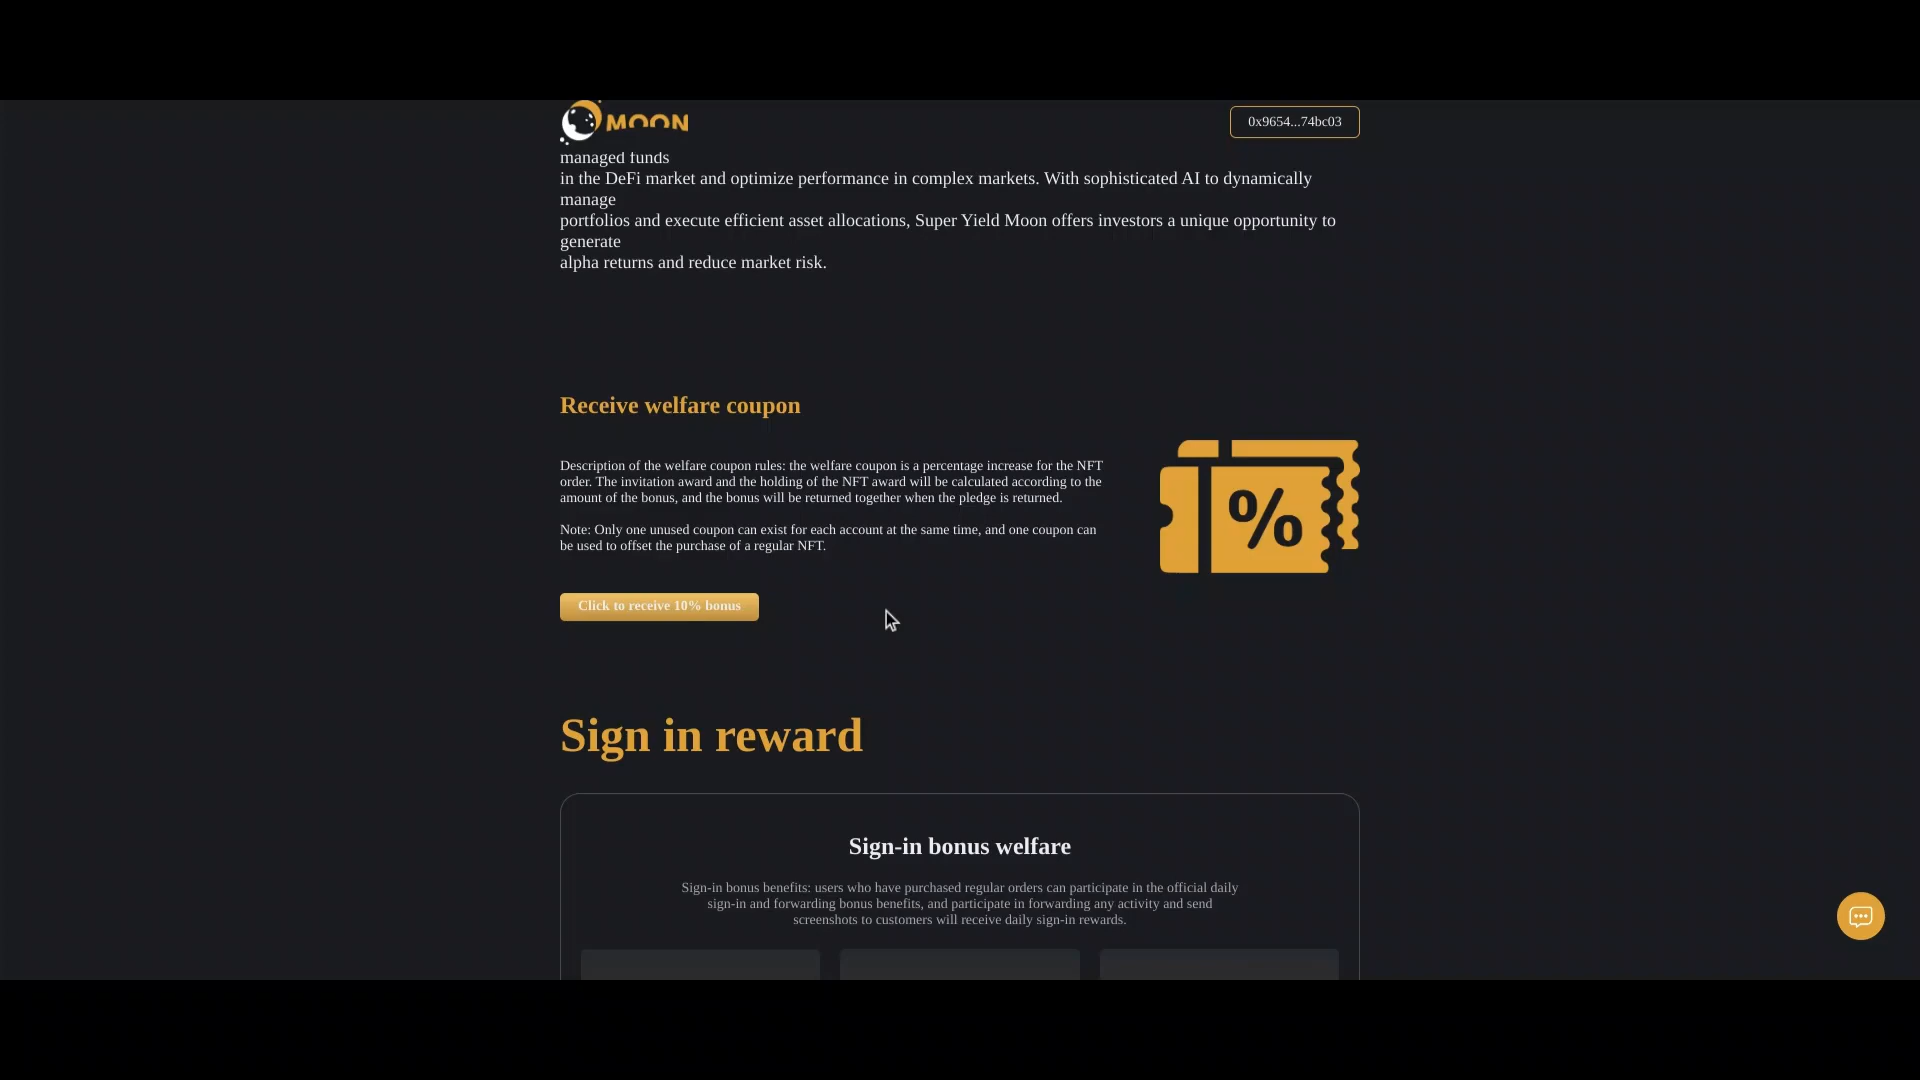 MOON
0x9654...74bc03
managed funds
in the DeFi market and optimize performance in complex markets. With sophisticated AI to dynamically
manage
portfolios and execute efficient asset allocations, Super Yield Moon offers investors a unique opportunity to
generate
alpha returns and reduce market risk.
Receive welfare coupon
Description of the welfare coupon rules: the welfare coupon is a percentage increase for the NFT
order. The invitation award and the holding of the NFT award will be calculated according to the
amount of the bonus, and the bonus will be returned together when the pledge is returned.
Note: Only one unused coupon can exist for each account at the same time, and one coupon can
be used to offset the purchase of a regular NFT.
%
Click to receive 10% bonus
Sign in reward
Sign-in bonus welfare
Sign-in bonus benefits: users who have purchased regular orders can participate in the official daily
sign-in and forwarding bonus benefits, and participate in forwarding any activity and send
screenshots to customers will receive daily sign-in rewards.